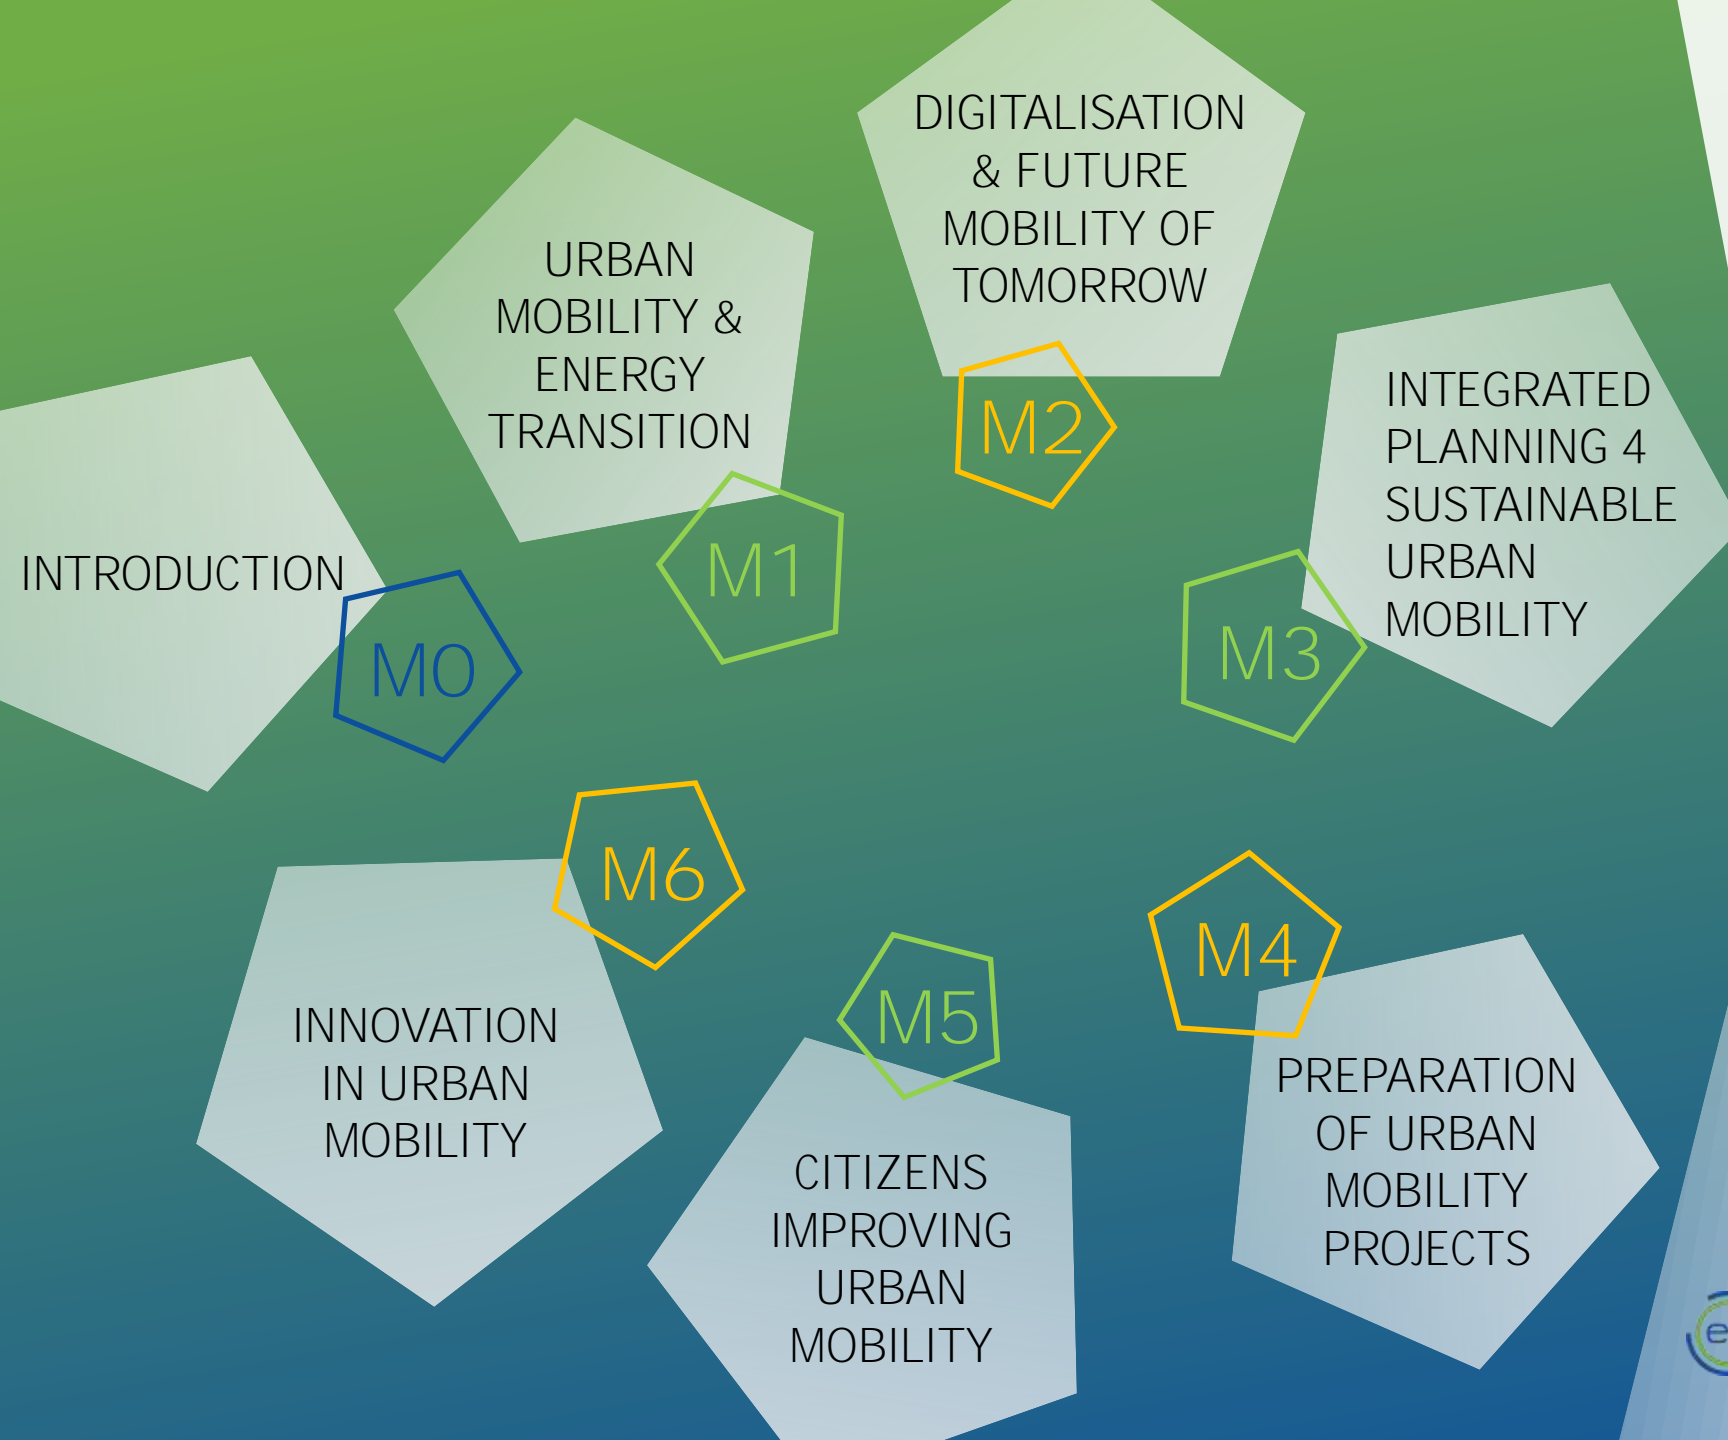 INTRODUCTION
M0
URBAN
MOBILITY &
ENERGY
TRANSITION
M1
DIGITALISATION
& FUTURE
MOBILITY OF
TOMORROW
M2
INTEGRATED
PLANNING 4
SUSTAINABLE
URBAN
MOBILITY
M3
M4
PREPARATION
OF URBAN
MOBILITY
PROJECTS
M5
CITIZENS
IMPROVING
URBAN
MOBILITY
M6
INNOVATION
IN URBAN
MOBILITY